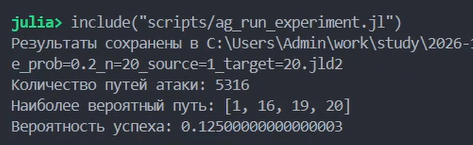 julia> include("scripts/ag_run_experiment.jl")
Результаты сохранены в C:\Users\Admin\work\study\2026-1
e_prob=0.2_n=20_source=1_target=20.jld2
Количество путей атаки: 5316
Наиболее вероятный путь: [1, 16, 19, 20]
Вероятность успеха: 0.12500000000000003